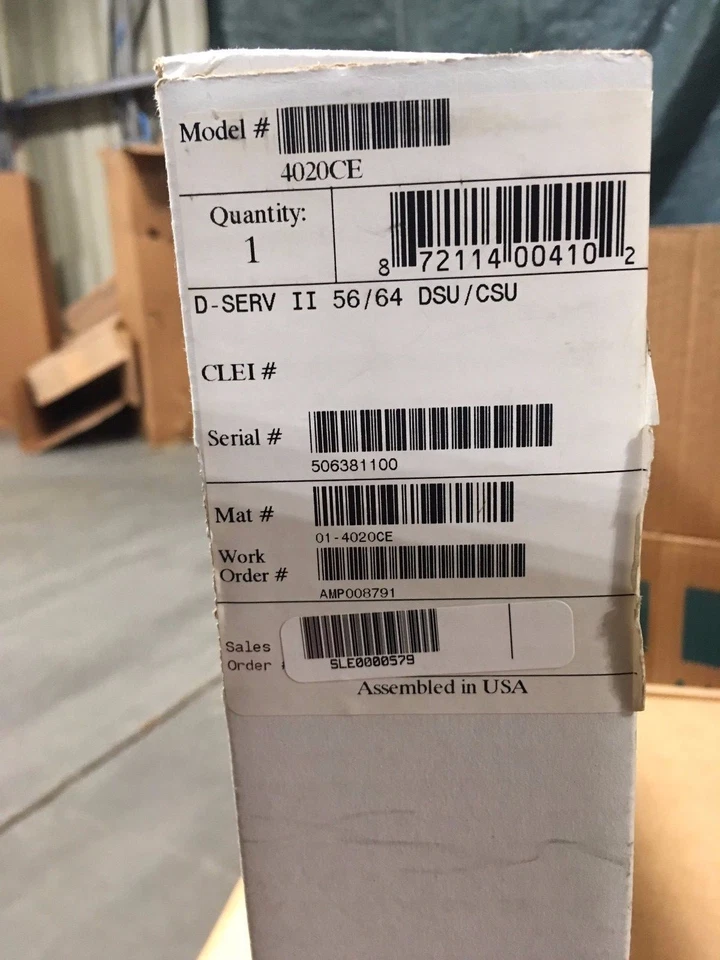 Model #
4020CE
Quantity:
1
8 72114 00410 2
D-SERV II 56/64 DSU/CSU
CLEI #
Serial #
506381100
Mat #
01-4020CE
Work
Order #
AMP008791
Sales
Order #
SLE0000579
Assembled in USA